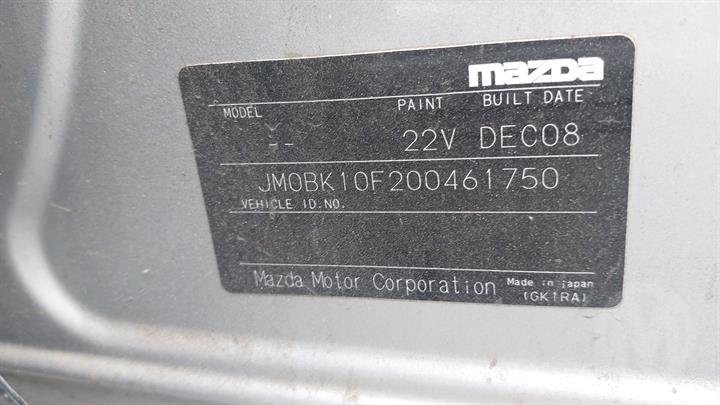 mazda
MODEL PAINT BUILT DATE
22V DEC08
JM0BK10F200461750
VEHICLE ID.NO.
Mazda Motor Corporation Made in japan
(GK1RA)